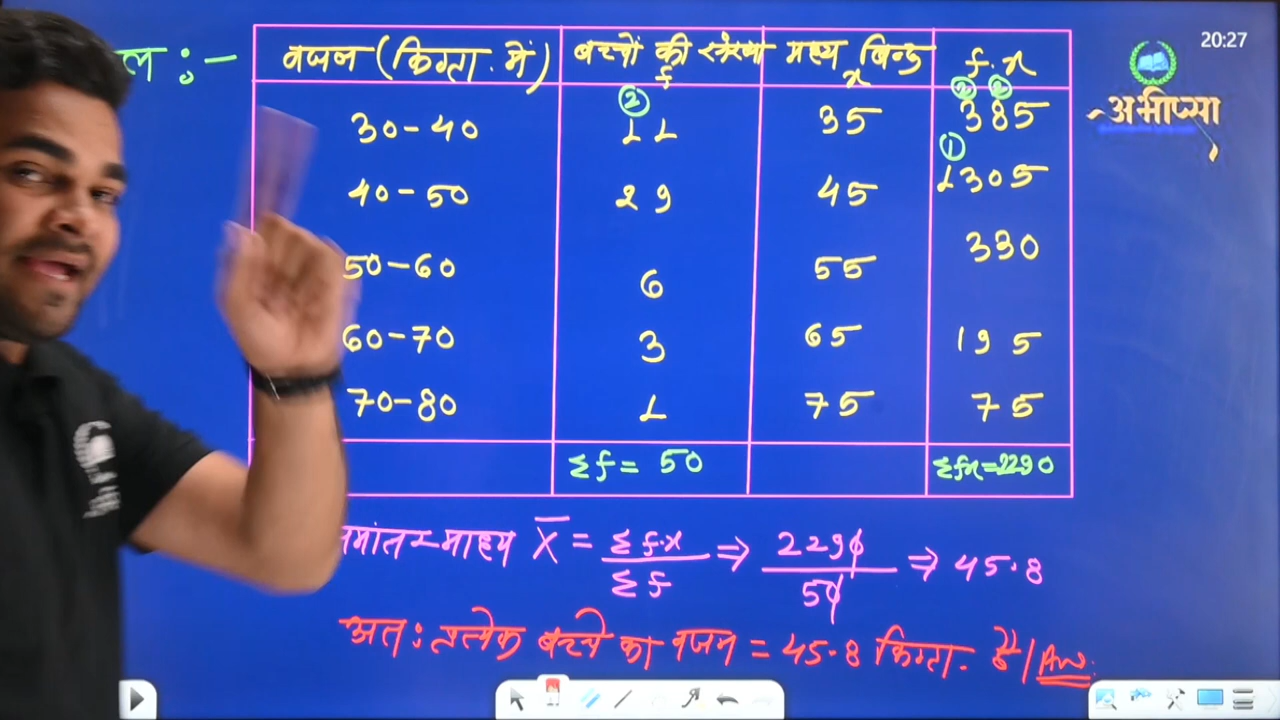 20:27
अभीप्सा
ल :-
वजन (किग्रा. में) बच्चों की संख्या f मध्य बिन्दु x f.x
30-40 11 35 385
40-50 29 45 1305
50-60 6 55 330
60-70 3 65 195
70-80 1 75 75
Σf = 50 Σfx=2290
समांतर माध्य X̄ = Σf.x / Σf ⇒ 2290 / 50 ⇒ 45.8
अतः प्रत्येक बच्चे का वजन = 45.8 किग्रा. है। Ans.